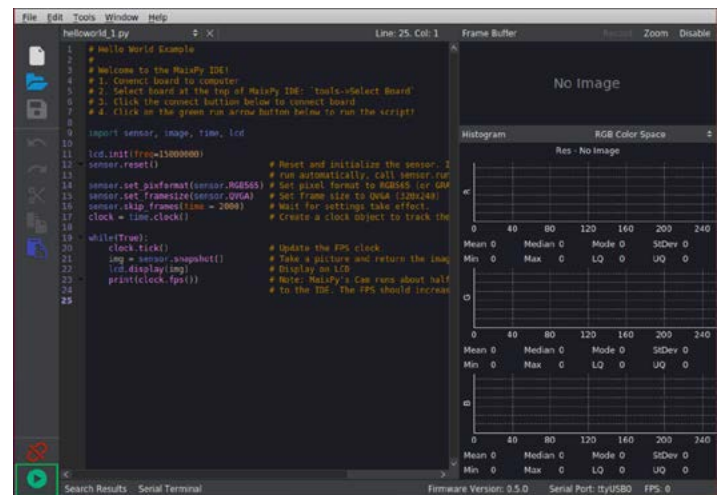 File Edit Tools Window Help
helloworld_1.py Line: 25, Col: 1 Frame Buffer Record Zoom Disable
1 # Hello World Example
2 #
3 # Welcome to the MaixPy IDE!
4 # 1. Conenct board to computer
5 # 2. Select board at the top of MaixPy IDE: `tools->Select Board`
6 # 3. Click the connect buttion below to connect board
7 # 4. Click on the green run arrow button below to run the script!
8
9 import sensor, image, time, lcd
10
11 lcd.init(freq=15000000)
12 sensor.reset() # Reset and initialize the sensor. I
13 # run automatically, call sensor.run
14 sensor.set_pixformat(sensor.RGB565) # Set pixel format to RGB565 (or GRA
15 sensor.set_framesize(sensor.QVGA) # Set frame size to QVGA (320x240)
16 sensor.skip_frames(time = 2000) # Wait for settings take effect.
17 clock = time.clock() # Create a clock object to track the
18
19 while(True):
20 clock.tick() # Update the FPS clock.
21 img = sensor.snapshot() # Take a picture and return the imag
22 lcd.display(img) # Display on LCD
23 print(clock.fps()) # Note: MaixPy's Cam runs about half
24 # to the IDE. The FPS should increas
25
No Image
Histogram RGB Color Space
Res - No Image
R
0 40 80 120 160 200 240
Mean 0 Median 0 Mode 0 StDev 0
Min 0 Max 0 LQ 0 UQ 0
G
0 40 80 120 160 200 240
Mean 0 Median 0 Mode 0 StDev 0
Min 0 Max 0 LQ 0 UQ 0
B
0 40 80 120 160 200 240
Mean 0 Median 0 Mode 0 StDev 0
Min 0 Max 0 LQ 0 UQ 0
Search Results Serial Terminal Firmware Version: 0.5.0 Serial Port: ttyUSB0 FPS: 0